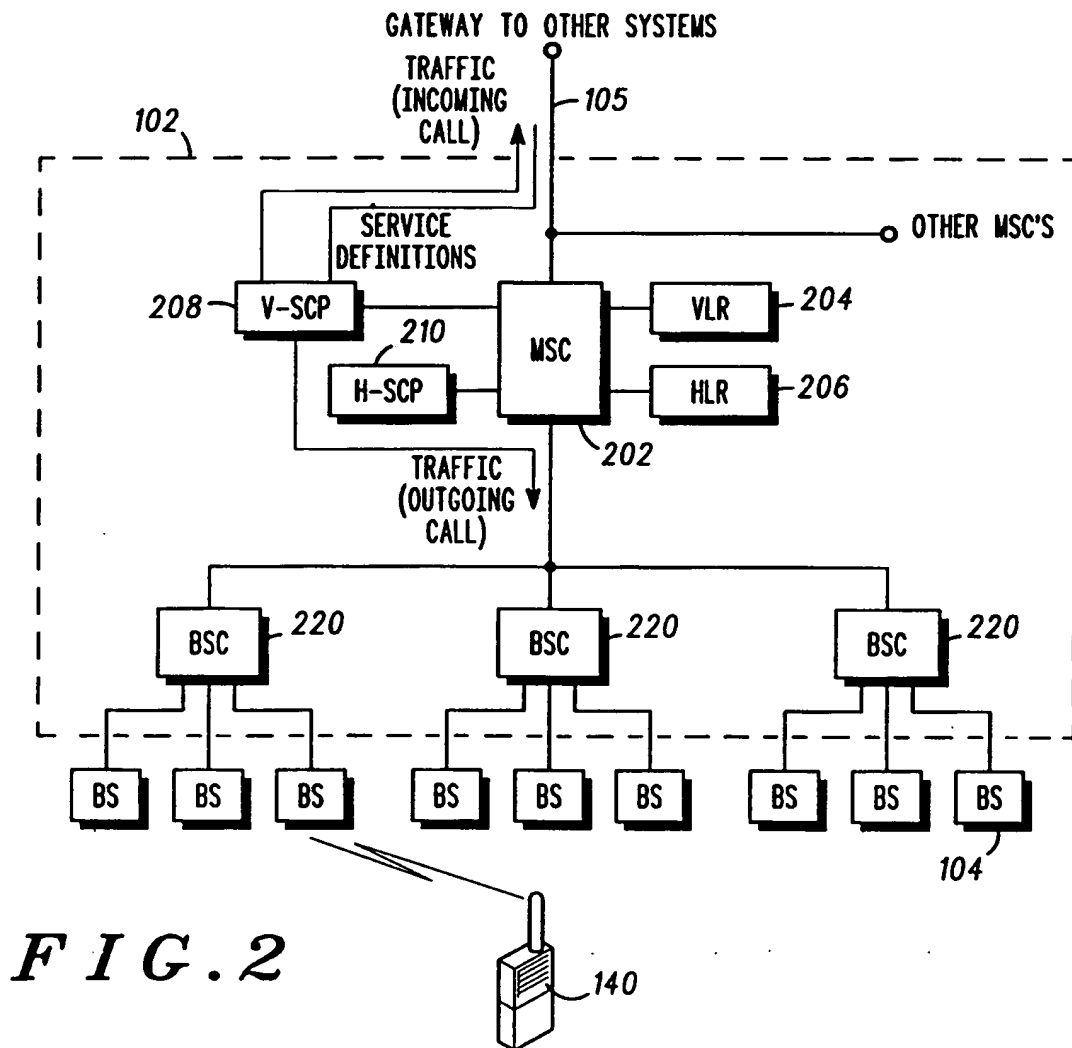 GATEWAY TO OTHER SYSTEMS
TRAFFIC
(INCOMING
CALL)
105
102
SERVICE
DEFINITIONS
OTHER MSC'S
208
V-SCP
210
H-SCP
MSC
VLR
204
HLR
206
202
TRAFFIC
(OUTGOING
CALL)
BSC
220
BSC
220
BSC
220
BS
BS
BS
BS
BS
BS
BS
BS
BS
104
140
FIG.2